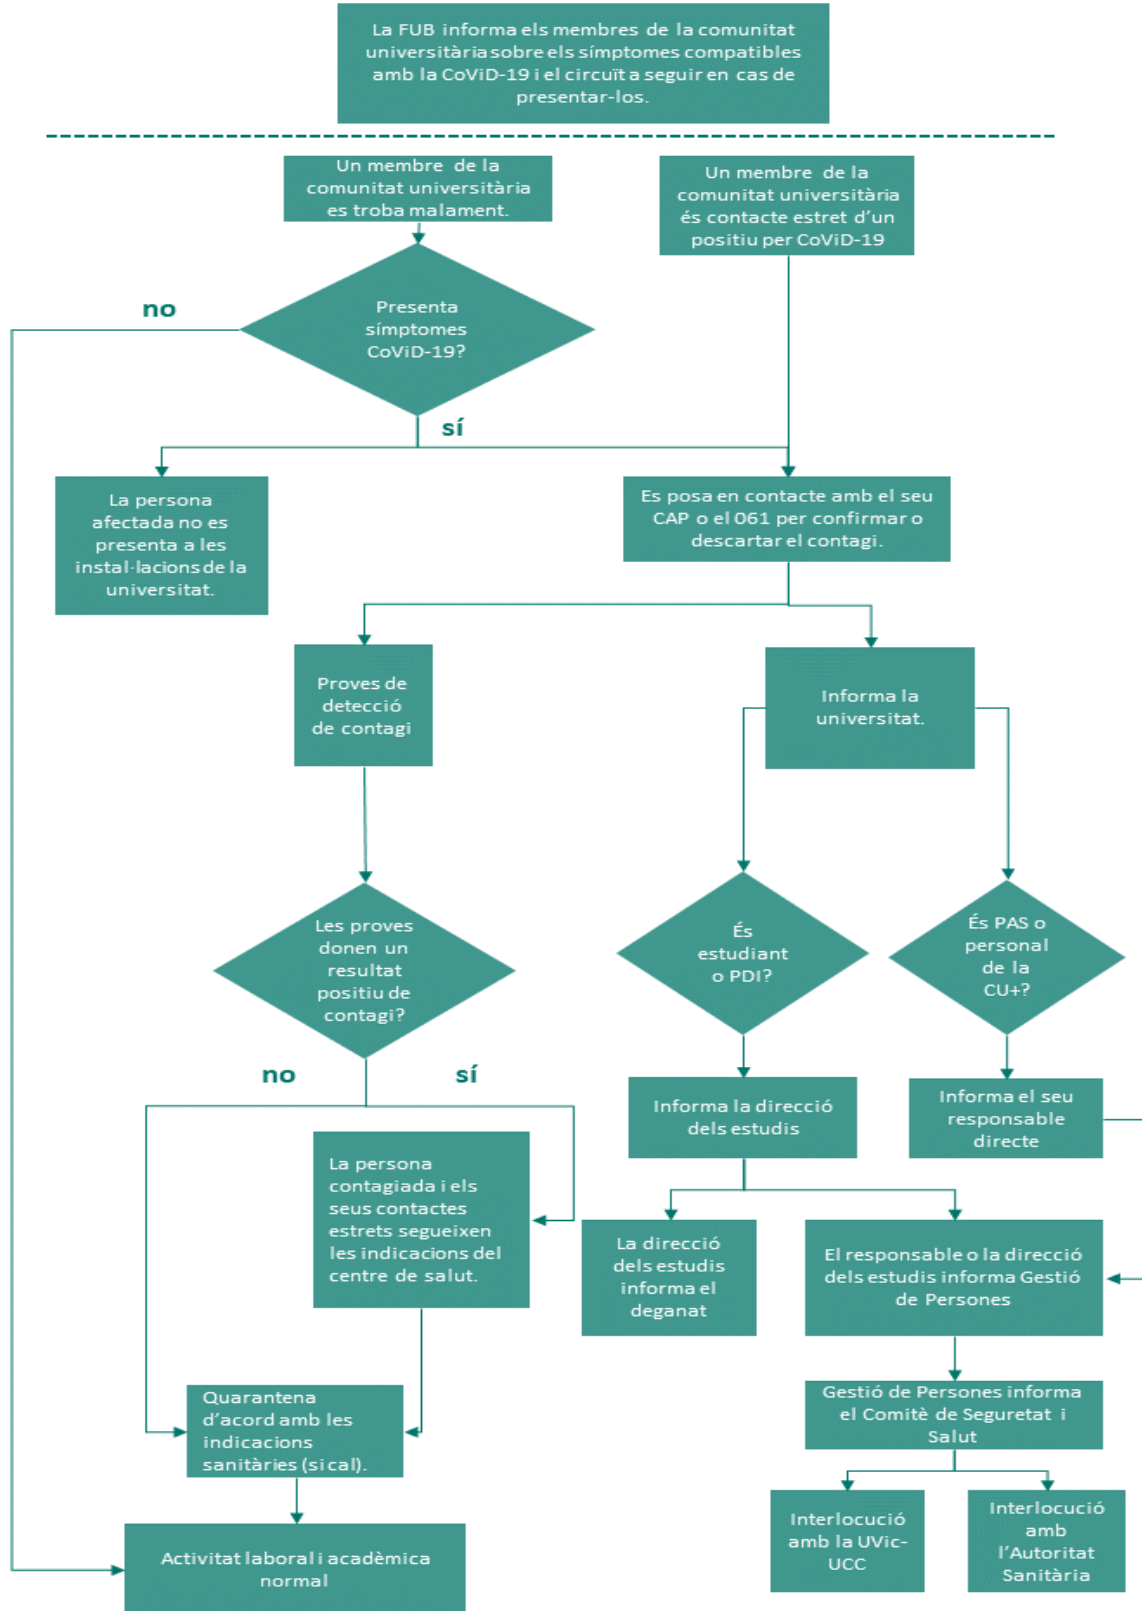 La FUB informa els membres de la comunitat
universitària sobre els símptomes compatibles
amb la CoViD-19 i el circuït a seguir en cas de
presentar-los.
Un membre de la
comunitat universitària
es troba malament.
Un membre de la
comunitat universitària
és contacte estret d'un
positiu per CoViD-19
no
Presenta
símptomes
CoViD-19?
sí
La persona
afectada no es
presenta a les
instal·lacions de la
universitat.
Es posa en contacte amb el seu
CAP o el 061 per confirmar o
descartar el contagi.
Proves de
detecció
de contagi
Informa la
universitat.
Les proves
donen un
resultat
positiu de
contagi?
És
estudiant
o PDI?
És PAS o
personal
de la
CU+?
no
sí
Informa la direcció
dels estudis
Informa el seu
responsable
directe
La persona
contagiada i els
seus contactes
estrets segueixen
les indicacions del
centre de salut.
La direcció
dels estudis
informa el
deganat
El responsable o la direcció
dels estudis informa Gestió
de Persones
Quarantena
d'acord amb les
indicacions
sanitàries (si cal).
Gestió de Persones informa
el Comitè de Seguretat i
Salut
Interlocució
amb la UVic-
UCC
Interlocució
amb
l'Autoritat
Sanitària
Activitat laboral i acadèmica
normal